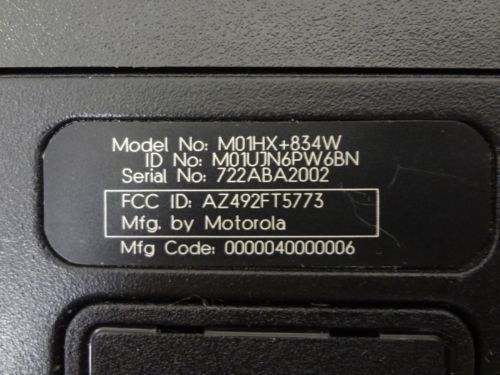 Model No: M01HX+834W
ID No: M01UJN6PW6BN
Serial No: 722ABA2002
FCC ID: AZ492FT5773
Mfg. by Motorola
Mfg Code: 0000040000006